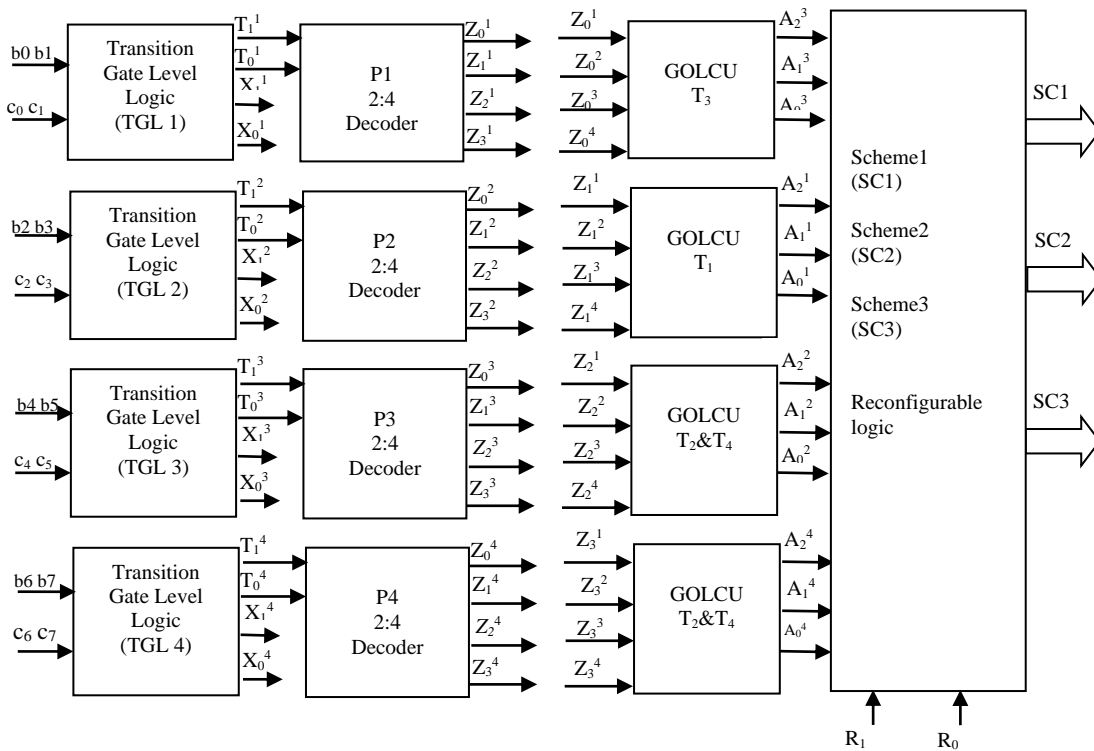 T₁¹
b0 b1
c₀ c₁
Transition
Gate Level
Logic
(TGL 1)
T₀¹
X₁¹
X₀¹
P1
2:4
Decoder
Z₀¹
Z₁¹
Z₂¹
Z₃¹
Z₀¹
Z₀²
Z₀³
Z₀⁴
GOLCU
T₃
A₂³
A₁³
A₀³
b2 b3
c₂ c₃
Transition
Gate Level
Logic
(TGL 2)
T₁²
T₀²
X₁²
X₀²
P2
2:4
Decoder
Z₀²
Z₁²
Z₂²
Z₃²
Z₁¹
Z₁²
Z₁³
Z₁⁴
GOLCU
T₁
A₂¹
A₁¹
A₀¹
b4 b5
c₄ c₅
Transition
Gate Level
Logic
(TGL 3)
T₁³
T₀³
X₁³
X₀³
P3
2:4
Decoder
Z₀³
Z₁³
Z₂³
Z₃³
Z₂¹
Z₂²
Z₂³
Z₂⁴
GOLCU
T₂&T₄
A₂²
A₁²
A₀²
b6 b7
c₆ c₇
Transition
Gate Level
Logic
(TGL 4)
T₁⁴
T₀⁴
X₁⁴
X₀⁴
P4
2:4
Decoder
Z₀⁴
Z₁⁴
Z₂⁴
Z₃⁴
Z₃¹
Z₃²
Z₃³
Z₃⁴
GOLCU
T₂&T₄
A₂⁴
A₁⁴
A₀⁴
Scheme1
(SC1)
Scheme2
(SC2)
Scheme3
(SC3)
Reconfigurable
logic
SC1
SC2
SC3
R₁
R₀